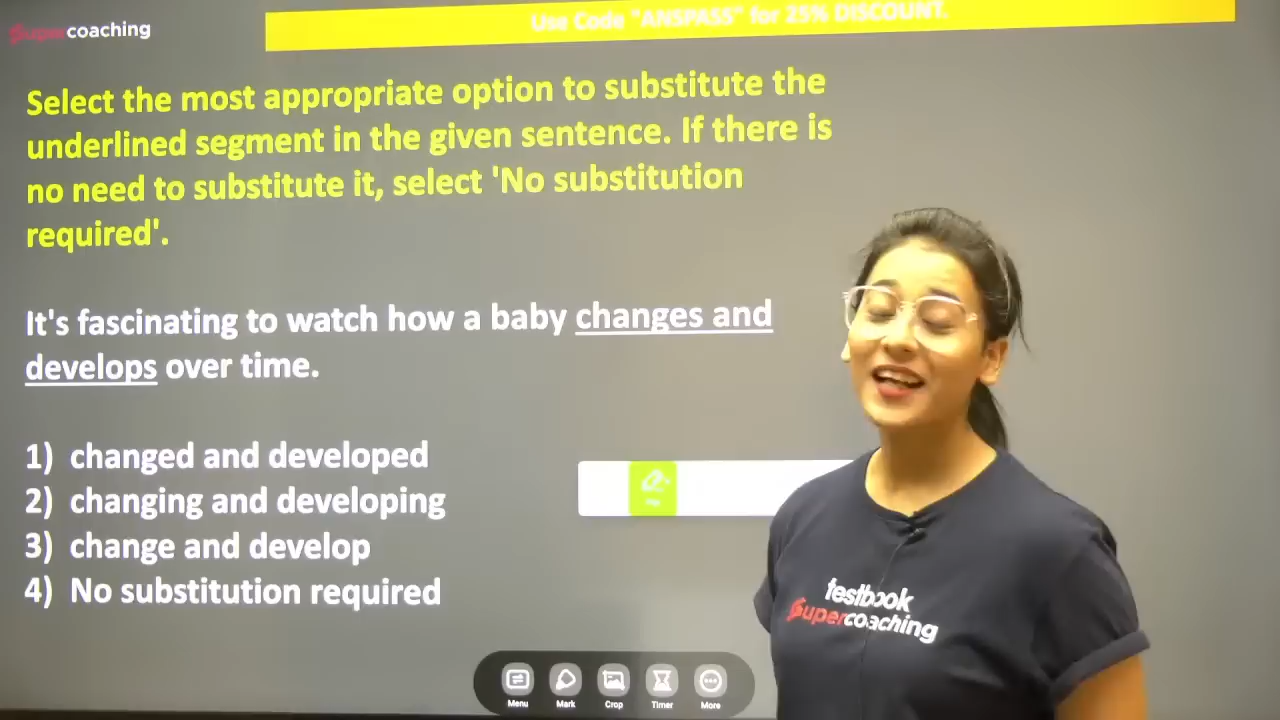 Supercoaching
Use Code "ANSPASS" for 25% DISCOUNT.
Select the most appropriate option to substitute the
underlined segment in the given sentence. If there is
no need to substitute it, select 'No substitution
required'.
It's fascinating to watch how a baby changes and
develops over time.
1) changed and developed
2) changing and developing
3) change and develop
4) No substitution required
testbook
Supercoaching
Menu Mark Crop Timer More